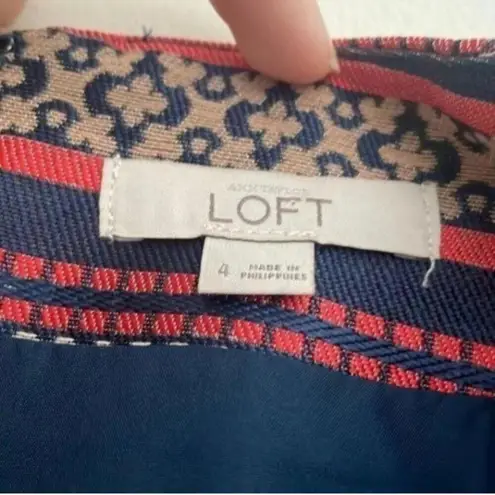 ANN TAYLOR
LOFT
4
MADE IN
PHILIPPINES